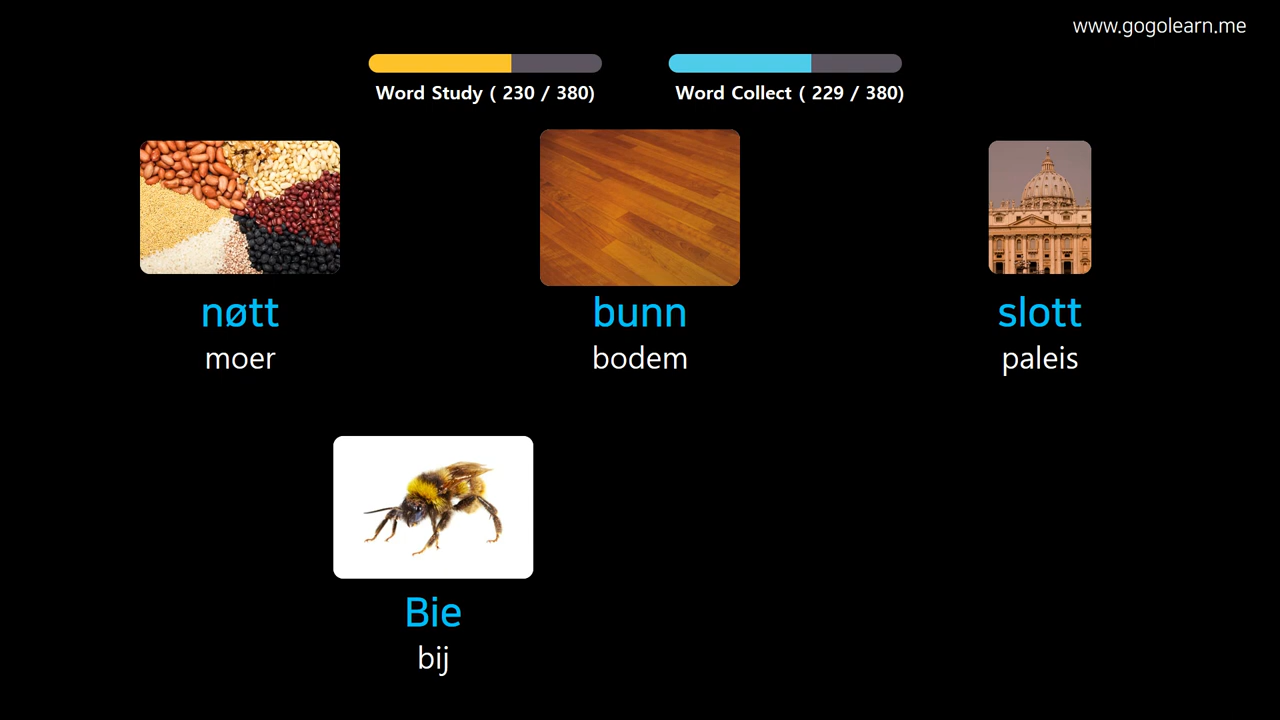 www.gogolearn.me
Word Study ( 230 / 380)
Word Collect ( 229 / 380)
nøtt
moer
bunn
bodem
slott
paleis
Bie
bij